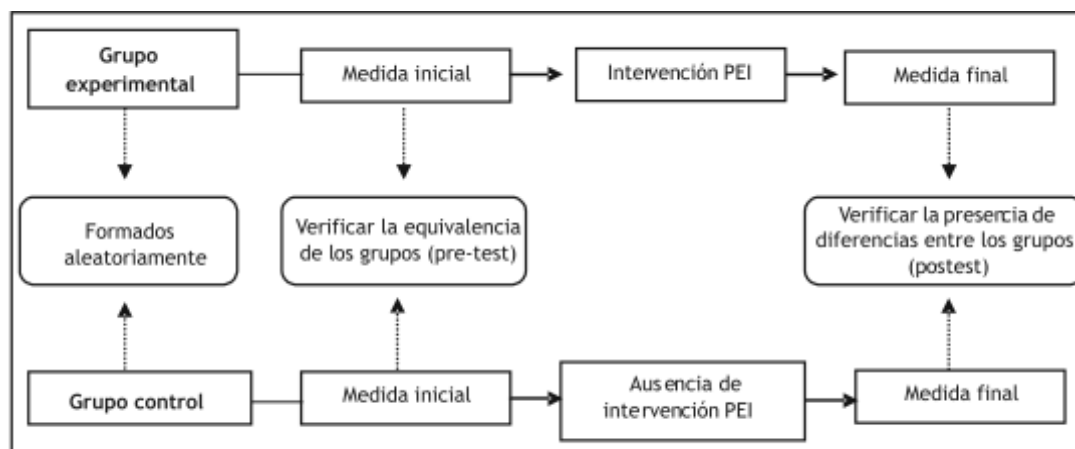 Grupo
experimental
Medida inicial
Intervención PEI
Medida final
Formados
aleatoriamente
Verificar la equivalencia
de los grupos (pre-test)
Verificar la presencia de
diferencias entre los grupos
(postest)
Grupo control
Medida inicial
Ausencia de
intervención PEI
Medida final